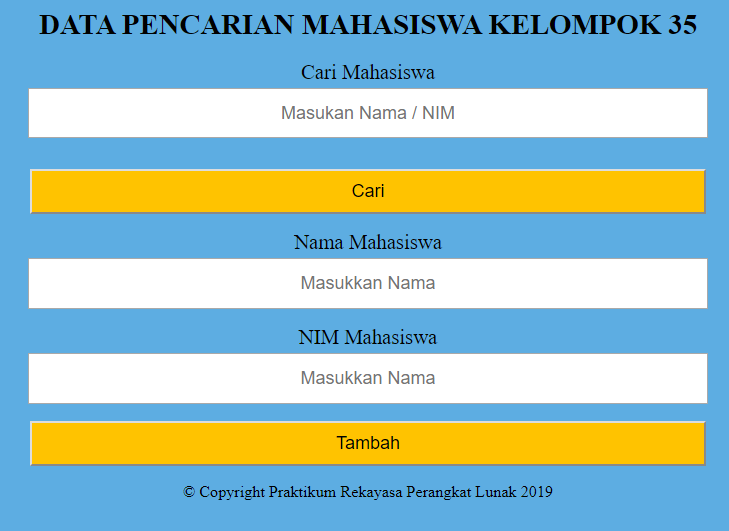 DATA PENCARIAN MAHASISWA KELOMPOK 35
Cari Mahasiswa
Masukan Nama / NIM
Cari
Nama Mahasiswa
Masukkan Nama
NIM Mahasiswa
Masukkan Nama
Tambah
© Copyright Praktikum Rekayasa Perangkat Lunak 2019